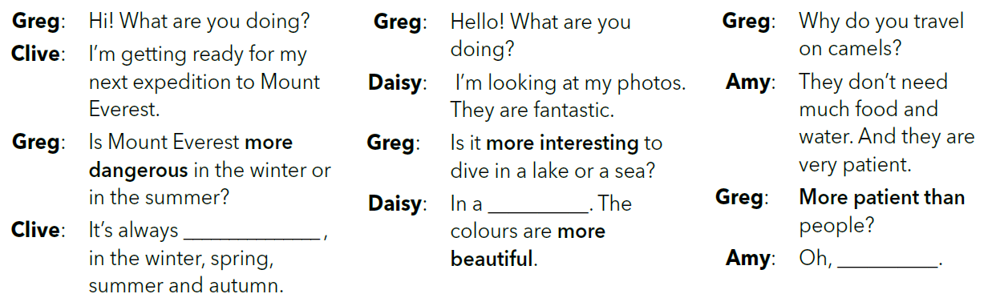 Greg: Hi! What are you doing?
Clive: I'm getting ready for my
next expedition to Mount
Everest.
Greg: Is Mount Everest more
dangerous in the winter or
in the summer?
Clive: It's always _______________ ,
in the winter, spring,
summer and autumn.
Greg: Hello! What are you
doing?
Daisy: I'm looking at my photos.
They are fantastic.
Greg: Is it more interesting to
dive in a lake or a sea?
Daisy: In a ___________. The
colours are more
beautiful.
Greg: Why do you travel
on camels?
Amy: They don't need
much food and
water. And they are
very patient.
Greg: More patient than
people?
Amy: Oh, ___________.